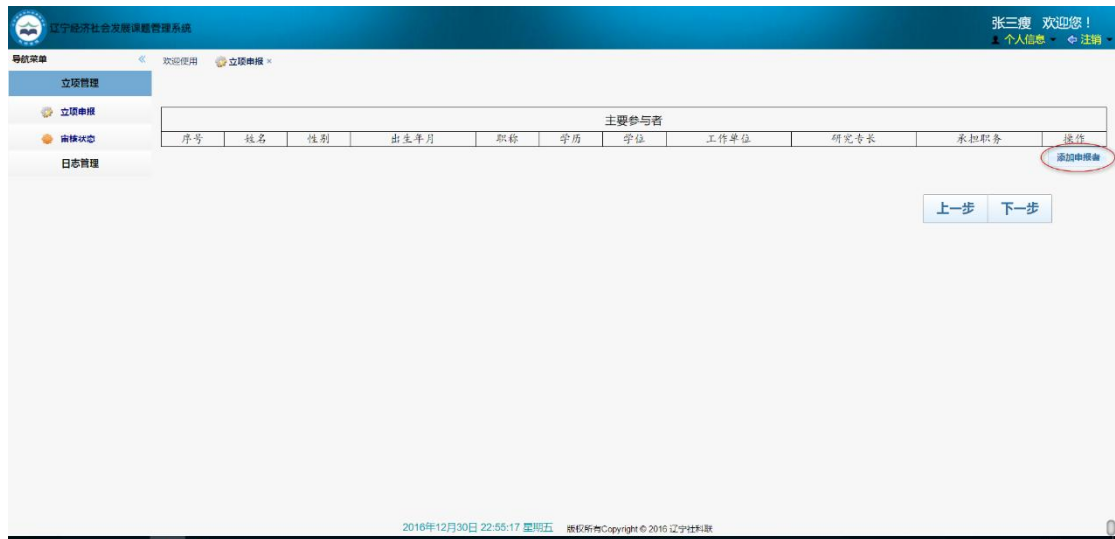 辽宁经济社会发展课题管理系统
张三瘦 欢迎您！
个人信息 注销
导航菜单 《 欢迎使用 立项申报 ×
立项管理
立项申报
审核状态
日志管理
主要参与者
序号 姓名 性别 出生年月 职称 学历 学位 工作单位 研究专长 承担职务 操作
添加申报者
上一步 下一步
2016年12月30日 22:55:17 星期五 版权所有Copyright © 2016 辽宁社科联